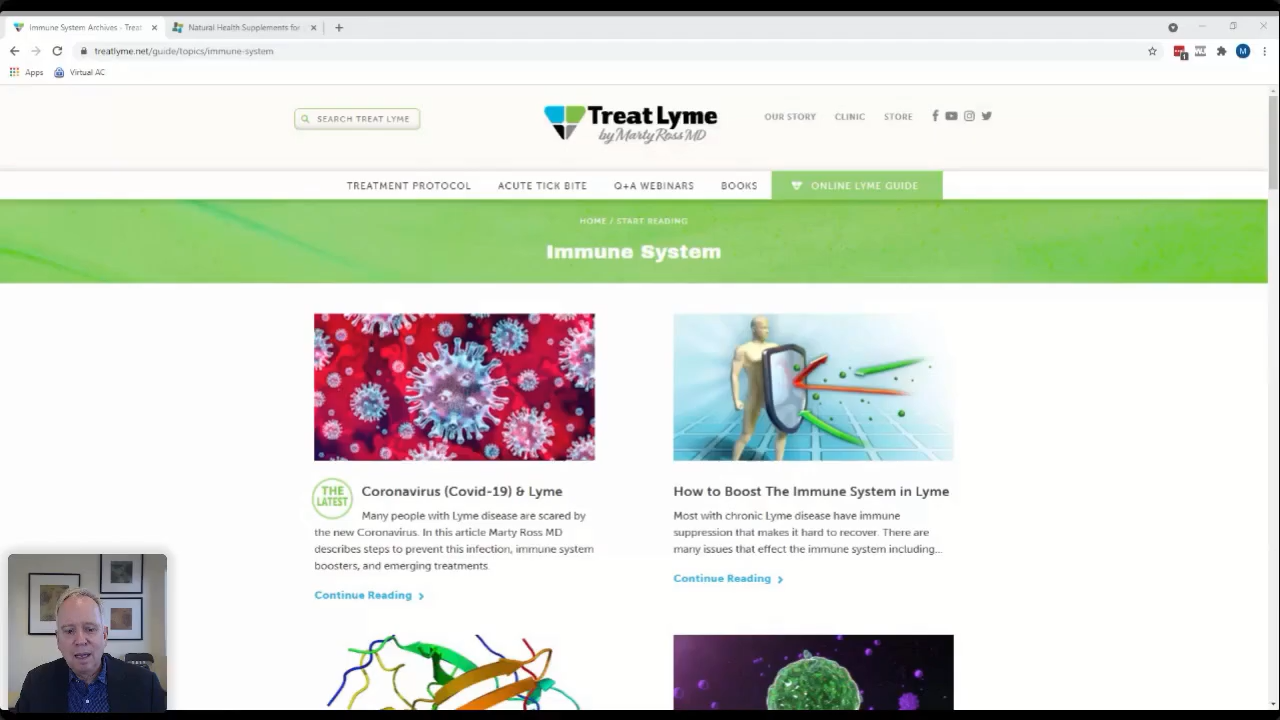 Immune System Archives - Treat
Natural Health Supplements for
treatlyme.net/guide/topics/immune-system
1
M
Apps
Virtual AC
SEARCH TREAT LYME
Treat Lyme
by Marty Ross MD
OUR STORY
CLINIC
STORE
TREATMENT PROTOCOL
ACUTE TICK BITE
Q+A WEBINARS
BOOKS
ONLINE LYME GUIDE
HOME / START READING
Immune System
THE
LATEST
Coronavirus (Covid-19) & Lyme
Many people with Lyme disease are scared by
the new Coronavirus. In this article Marty Ross MD
describes steps to prevent this infection, immune system
boosters, and emerging treatments.
Continue Reading
How to Boost The Immune System in Lyme
Most with chronic Lyme disease have immune
suppression that makes it hard to recover. There are
many issues that effect the immune system including...
Continue Reading